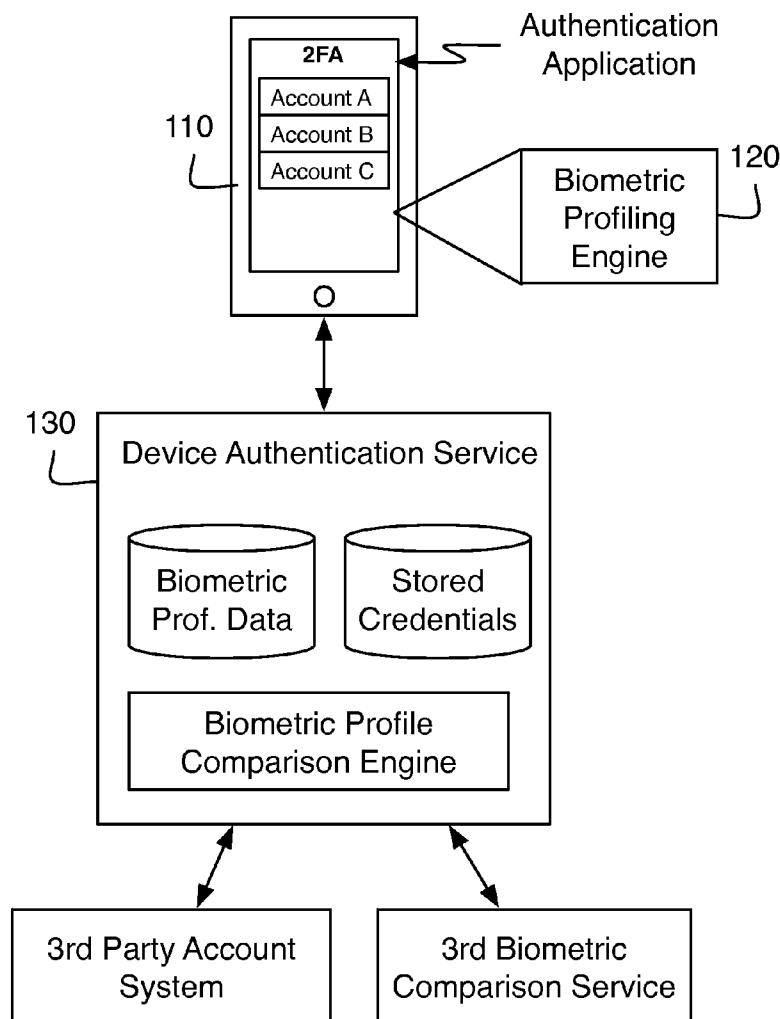 Authentication
Application
2FA
Account A
Account B
Account C
110
120
Biometric
Profiling
Engine
130
Device Authentication Service
Biometric
Prof. Data
Stored
Credentials
Biometric Profile
Comparison Engine
3rd Party Account
System
3rd Biometric
Comparison Service